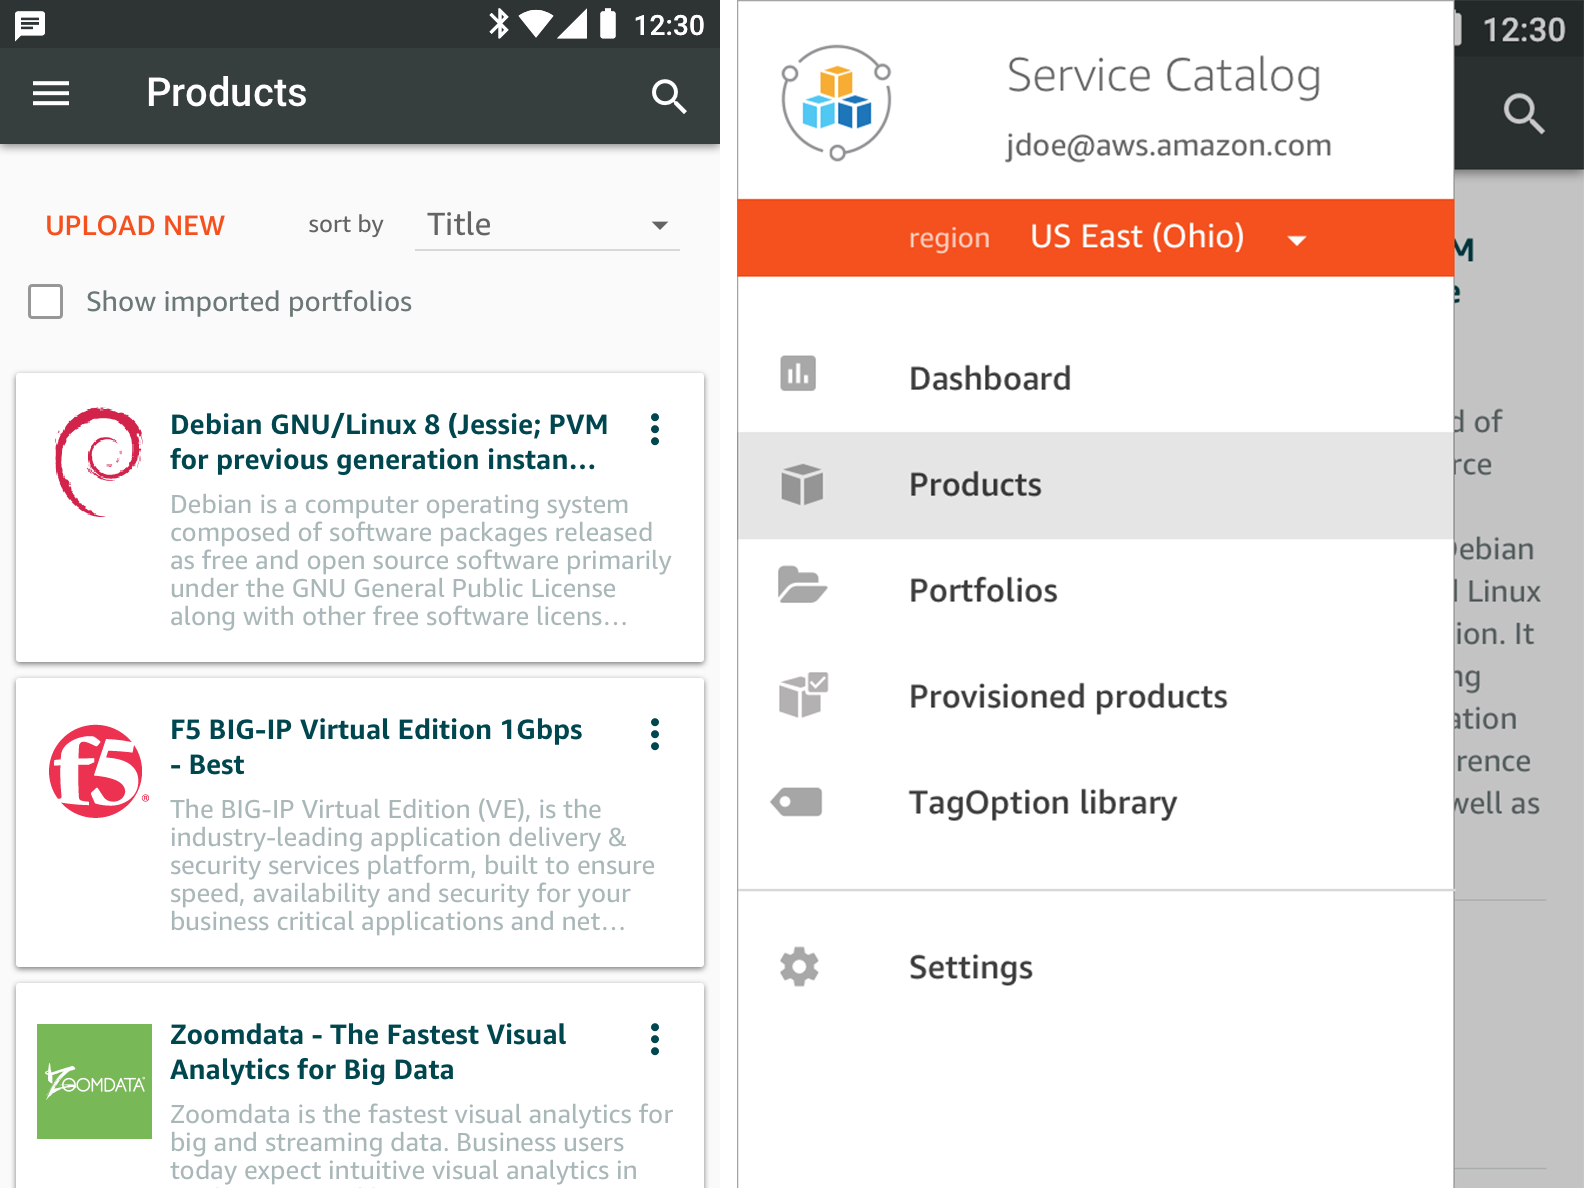 12:30
Products
UPLOAD NEW
sort by
Title
Show imported portfolios
Debian GNU/Linux 8 (Jessie; PVM
for previous generation instan...
Debian is a computer operating system
composed of software packages released
as free and open source software primarily
under the GNU General Public License
along with other free software licens...
f5
®
F5 BIG-IP Virtual Edition 1Gbps
- Best
The BIG-IP Virtual Edition (VE), is the
industry-leading application delivery &
security services platform, built to ensure
speed, availability and security for your
business critical applications and net...
ZOOMDATA
Zoomdata - The Fastest Visual
Analytics for Big Data
Zoomdata is the fastest visual analytics for
big and streaming data. Business users
today expect intuitive visual analytics in
Service Catalog
jdoe@aws.amazon.com
region
US East (Ohio)
Dashboard
Products
Portfolios
Provisioned products
TagOption library
Settings
12:30
M
e
d of
rce
ebian
l Linux
ion. It
ng
ation
rence
well as